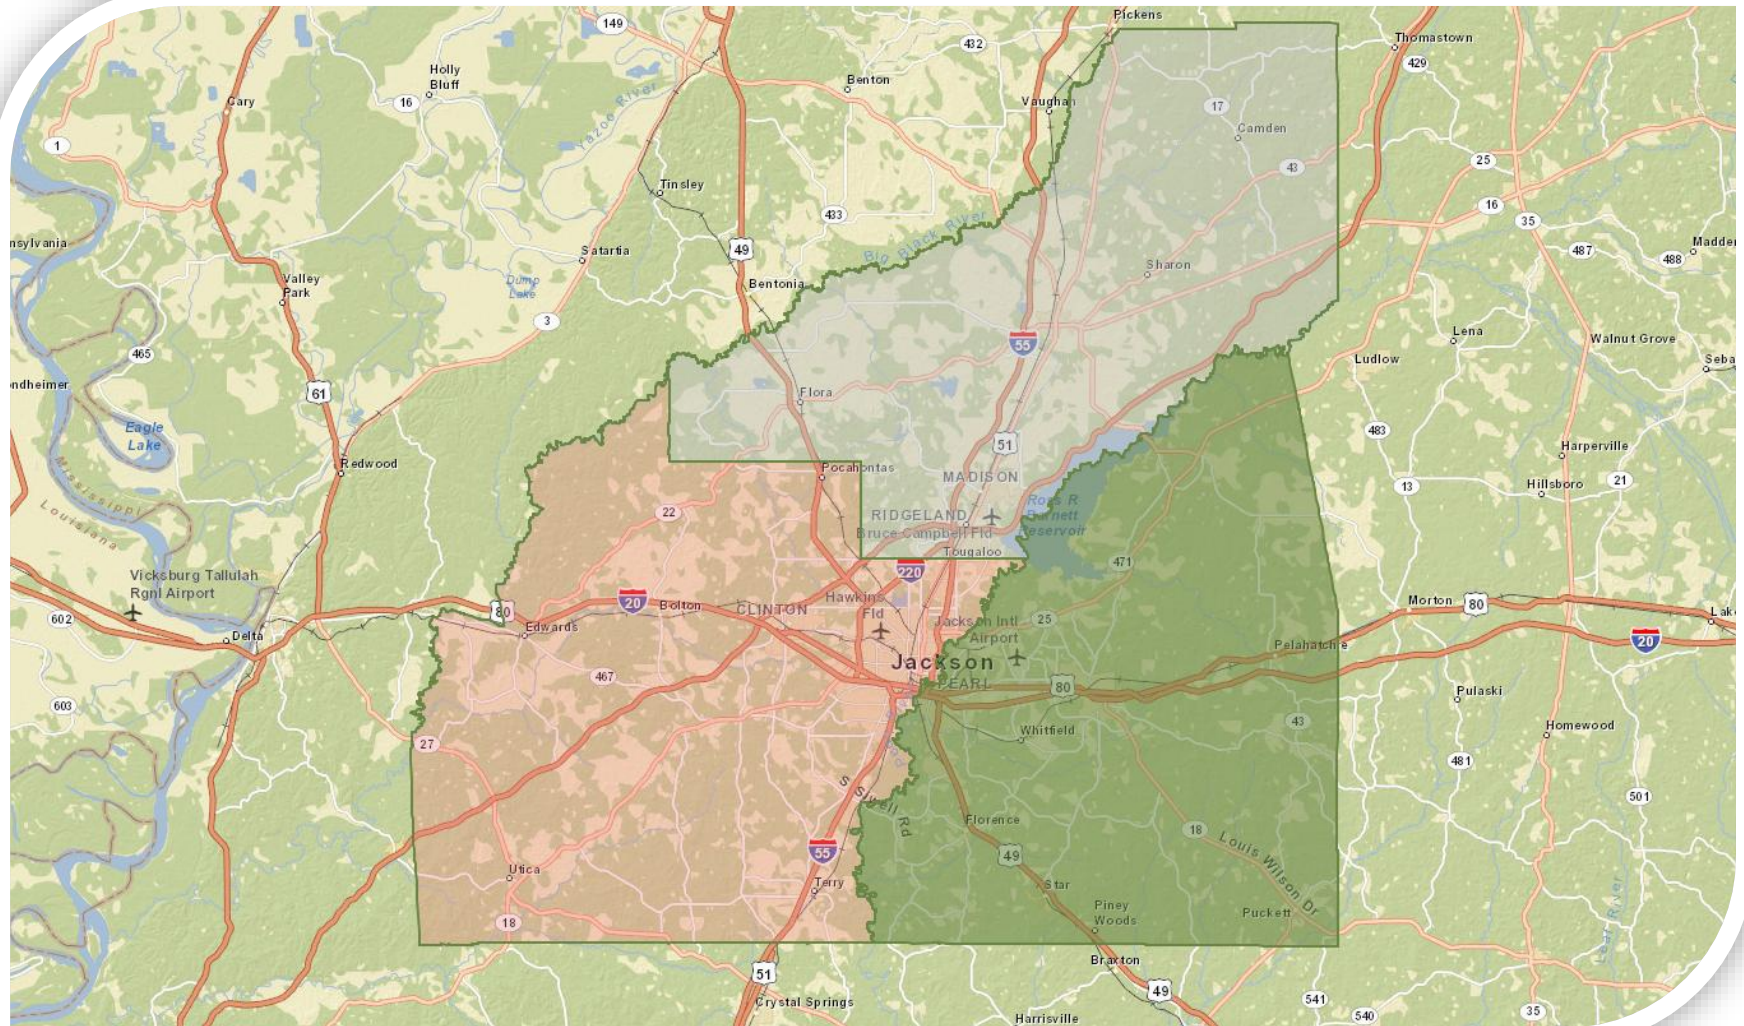 Pickens
149
432
Thomastown
429
Holly
Bluff
Benton
Cary
16
Vaughan
17
Camden
1
Yazoo River
25
43
Tinsley
16
433
35
nsylvania
Big Black River
49
Satartia
487
Madden
488
Sharon
Valley
Park
Dump
Lake
Bentonia
3
Lena
Walnut Grove
465
55
Ludlow
Seba
ondheimer
61
Flora
Eagle
Lake
483
51
Harperville
Redwood
Pocahontas
MADISON
Hillsboro
21
13
Mississippi
Louisiana
22
RIDGELAND
Ross R
Barnett
Reservoir
Bruce Campbell Fld
Tougaloo
471
220
Vicksburg Tallulah
Rgnl Airport
20
Bolton
CLINTON
Hawkins
Fld
Morton
80
80
602
Edwards
Jackson Intl
Airport
25
Lake
Delta
Pelahatchie
20
Jackson
PEARL
467
80
Pulaski
603
43
Homewood
Whitfield
27
481
S Siwell Rd
501
Florence
18
Louis Wilson Dr
55
49
Utica
Terry
Star
Piney
Woods
Puckett
18
Leaf River
Braxton
51
49
Crystal Springs
541
Harrisville
540
35